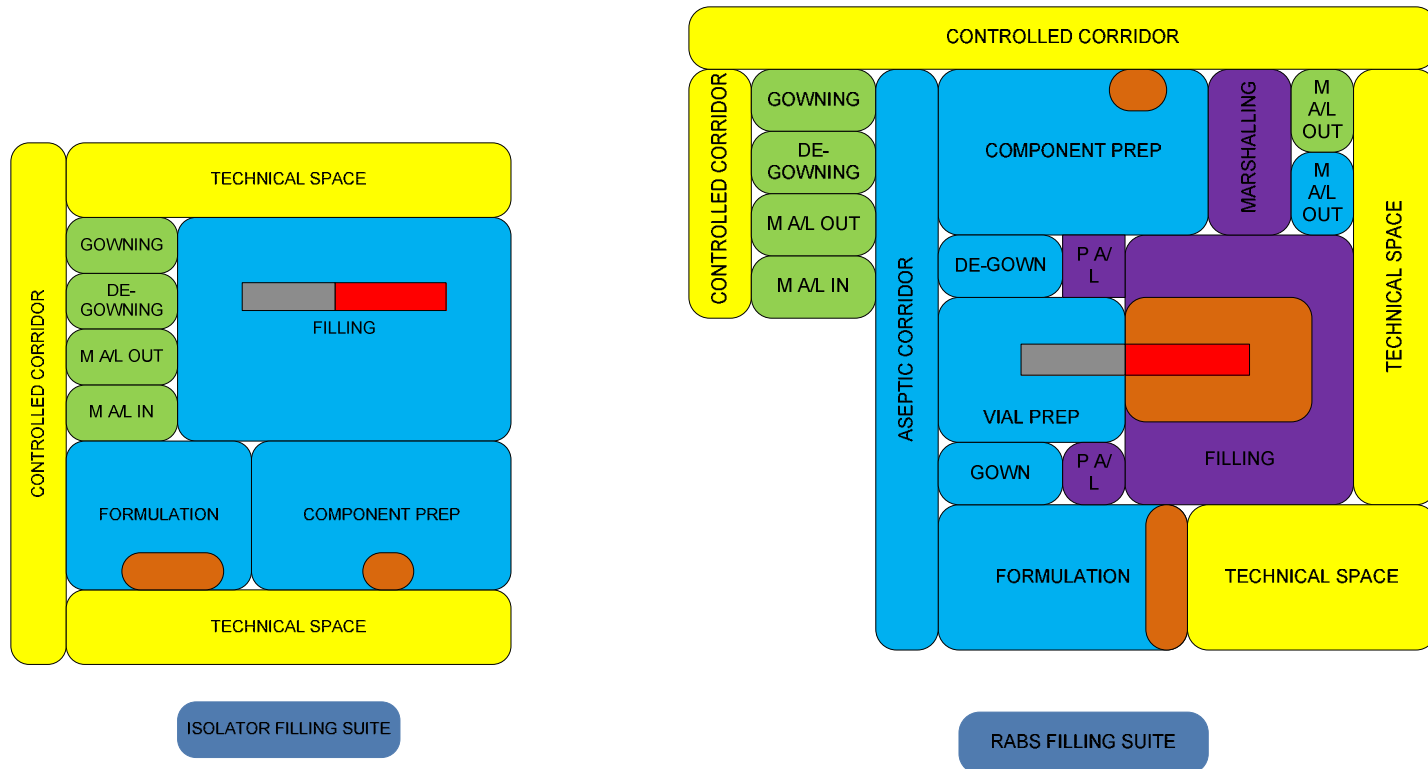 TECHNICAL SPACE
CONTROLLED CORRIDOR
GOWNING
DE-
GOWNING
M A/L OUT
M A/L IN
FILLING
FORMULATION
COMPONENT PREP
TECHNICAL SPACE
ISOLATOR FILLING SUITE
CONTROLLED CORRIDOR
CONTROLLED CORRIDOR
GOWNING
DE-
GOWNING
M A/L OUT
M A/L IN
ASEPTIC CORRIDOR
COMPONENT PREP
MARSHALLING
M
A/L
OUT
M
A/L
OUT
TECHNICAL SPACE
DE-GOWN
P A/
L
VIAL PREP
GOWN
P A/
L
FILLING
FORMULATION
TECHNICAL SPACE
RABS FILLING SUITE